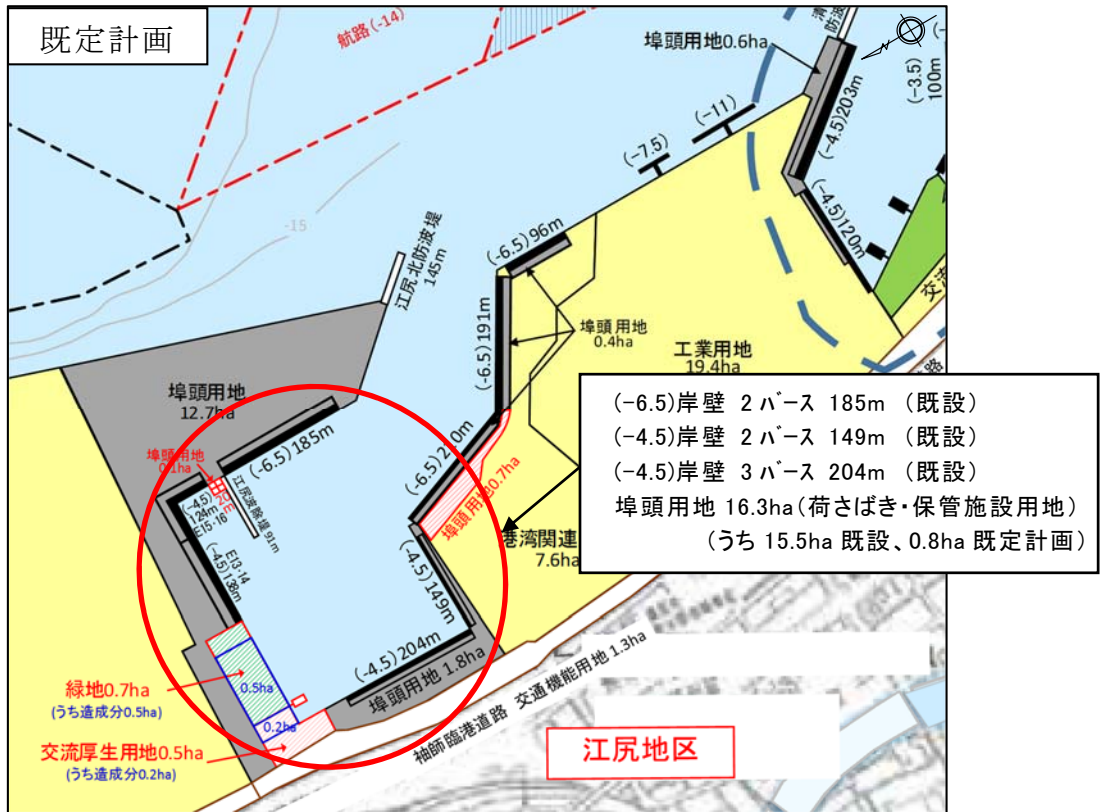 既定計画
航路(-14)
埠頭用地0.6ha
清
防波
(-3.5)
100m
(-4.5)203m
(-11)
(-7.5)
(-4.5)120m
-15
江尻北防波堤
145m
(-6.5)96m
(-6.5)191m
埠頭用地
0.4ha
工業用地
19.4ha
交流
路
埠頭用地
12.7ha
(-6.5)185m
埠頭用地
0.1ha
20m
江尻波除堤 91m
(-4.5)
124m
E15・16
E13・14
(-4.5)138m
(-6.5)210m
埠頭用地0.7ha
港湾関連
7.6ha
(-4.5)149m
(-4.5)204m
埠頭用地 1.8ha
(-6.5)岸壁 2バース 185m (既設)
(-4.5)岸壁 2バース 149m (既設)
(-4.5)岸壁 3バース 204m (既設)
埠頭用地 16.3ha(荷さばき・保管施設用地)
(うち 15.5ha 既設、0.8ha 既定計画)
緑地0.7ha
(うち造成分0.5ha)
0.5ha
0.2ha
交流厚生用地0.5ha
(うち造成分0.2ha)
袖師臨港道路 交通機能用地 1.3ha
江尻地区